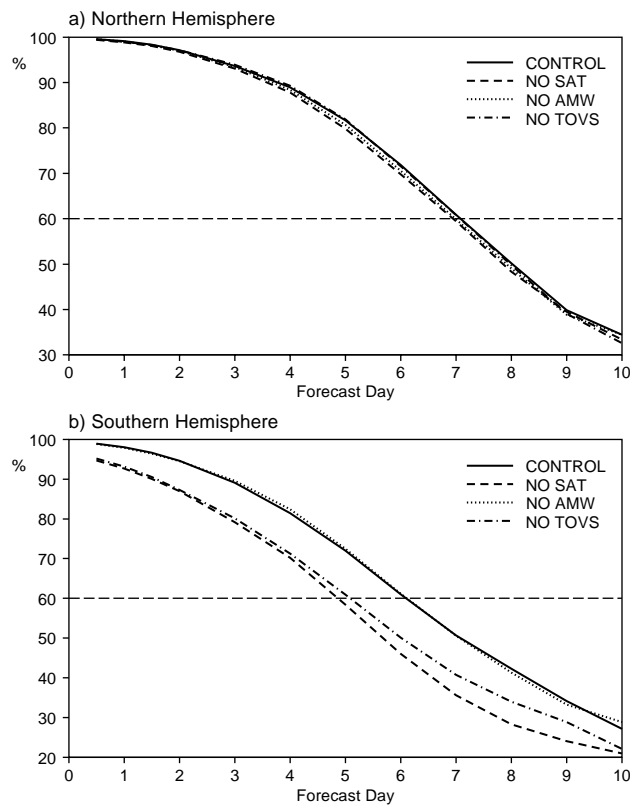 a) Northern Hemisphere
100
%
90
80
70
60
50
40
30
CONTROL
NO SAT
NO AMW
NO TOVS
0 1 2 3 4 5 6 7 8 9 10
Forecast Day
b) Southern Hemisphere
100
%
90
80
70
60
50
40
30
20
CONTROL
NO SAT
NO AMW
NO TOVS
0 1 2 3 4 5 6 7 8 9 10
Forecast Day